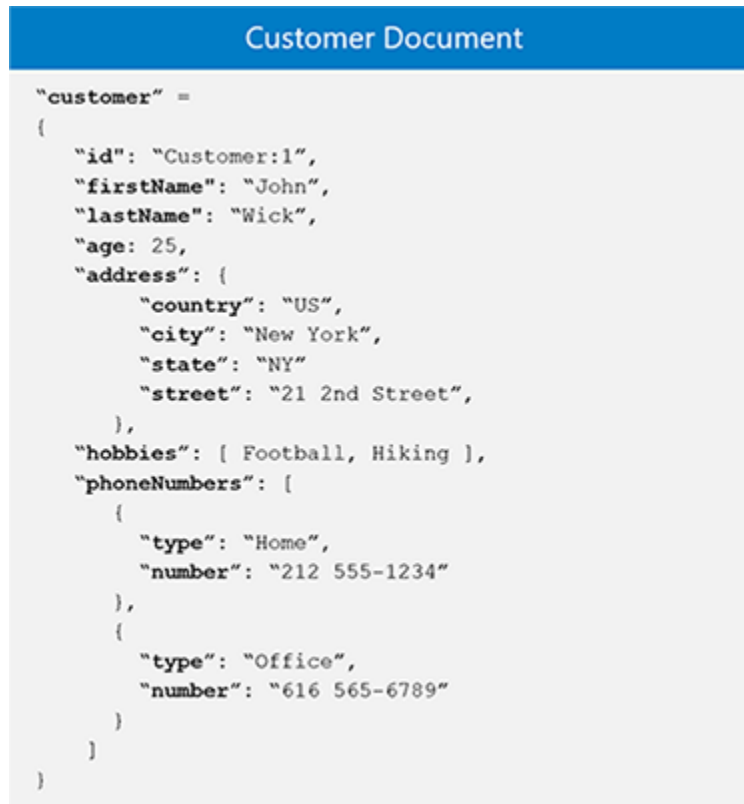 Customer Document
“customer” =
{
“id": “Customer:1”,
“firstName": “John”,
“lastName": “Wick”,
“age: 25,
“address”: {
“country”: “US”,
“city”: “New York”,
“state”: “NY”
“street”: “21 2nd Street”,
},
“hobbies”: [ Football, Hiking ],
“phoneNumbers”: [
{
“type”: “Home”,
“number”: “212 555-1234”
},
{
“type”: “Office”,
“number”: “616 565-6789”
}
]
}